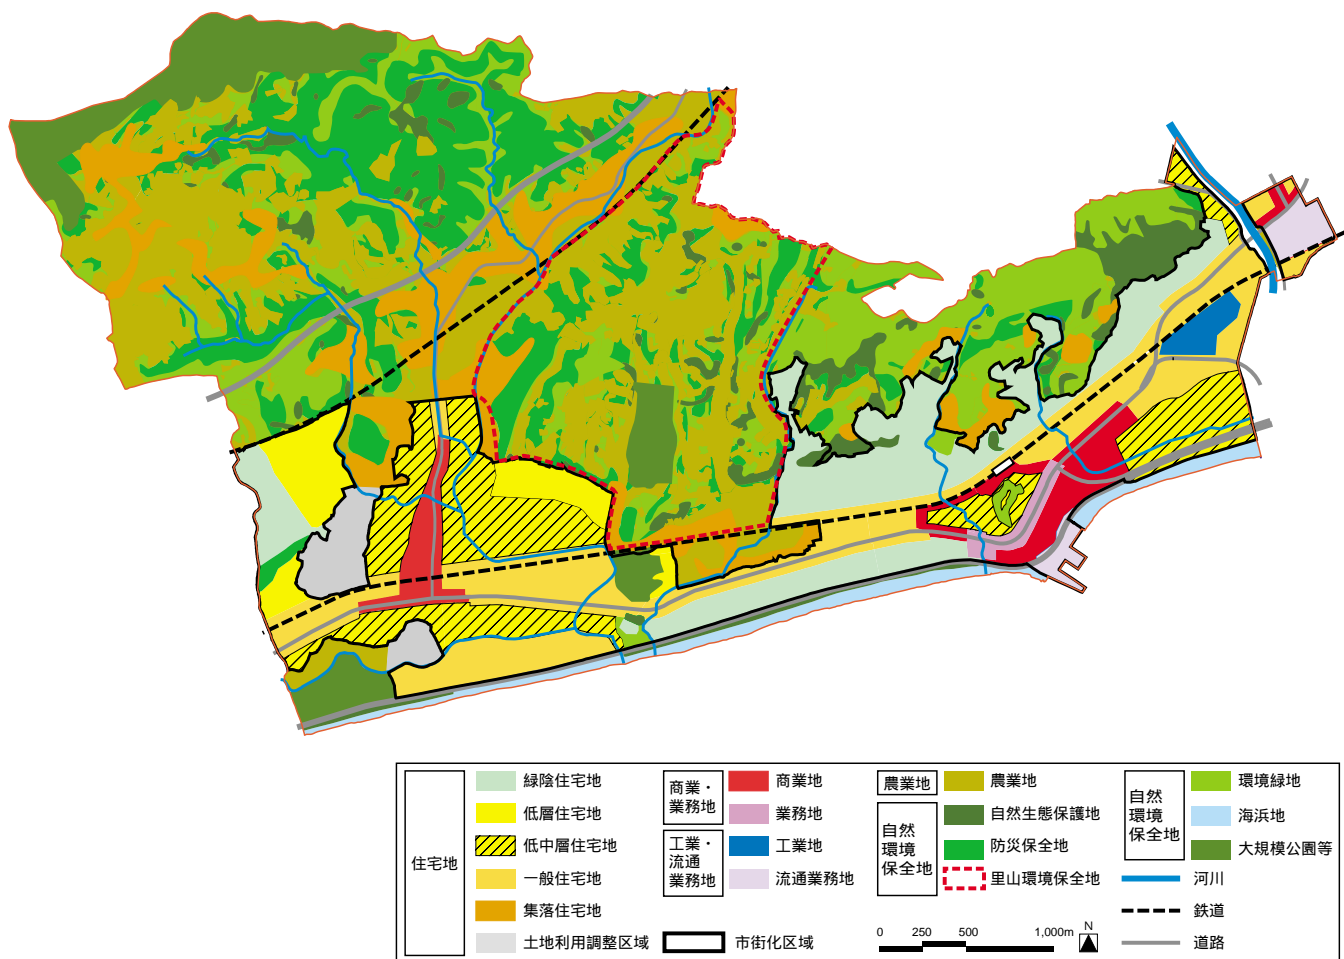 住宅地
緑陰住宅地
低層住宅地
低中層住宅地
一般住宅地
集落住宅地
土地利用調整区域
商業・
業務地
商業地
業務地
工業・
流通
業務地
工業地
流通業務地
市街化区域
農業地
農業地
自然
環境
保全地
自然生態保護地
防災保全地
里山環境保全地
0 250 500 1,000m
N
自然
環境
保全地
環境緑地
海浜地
大規模公園等
河川
鉄道
道路